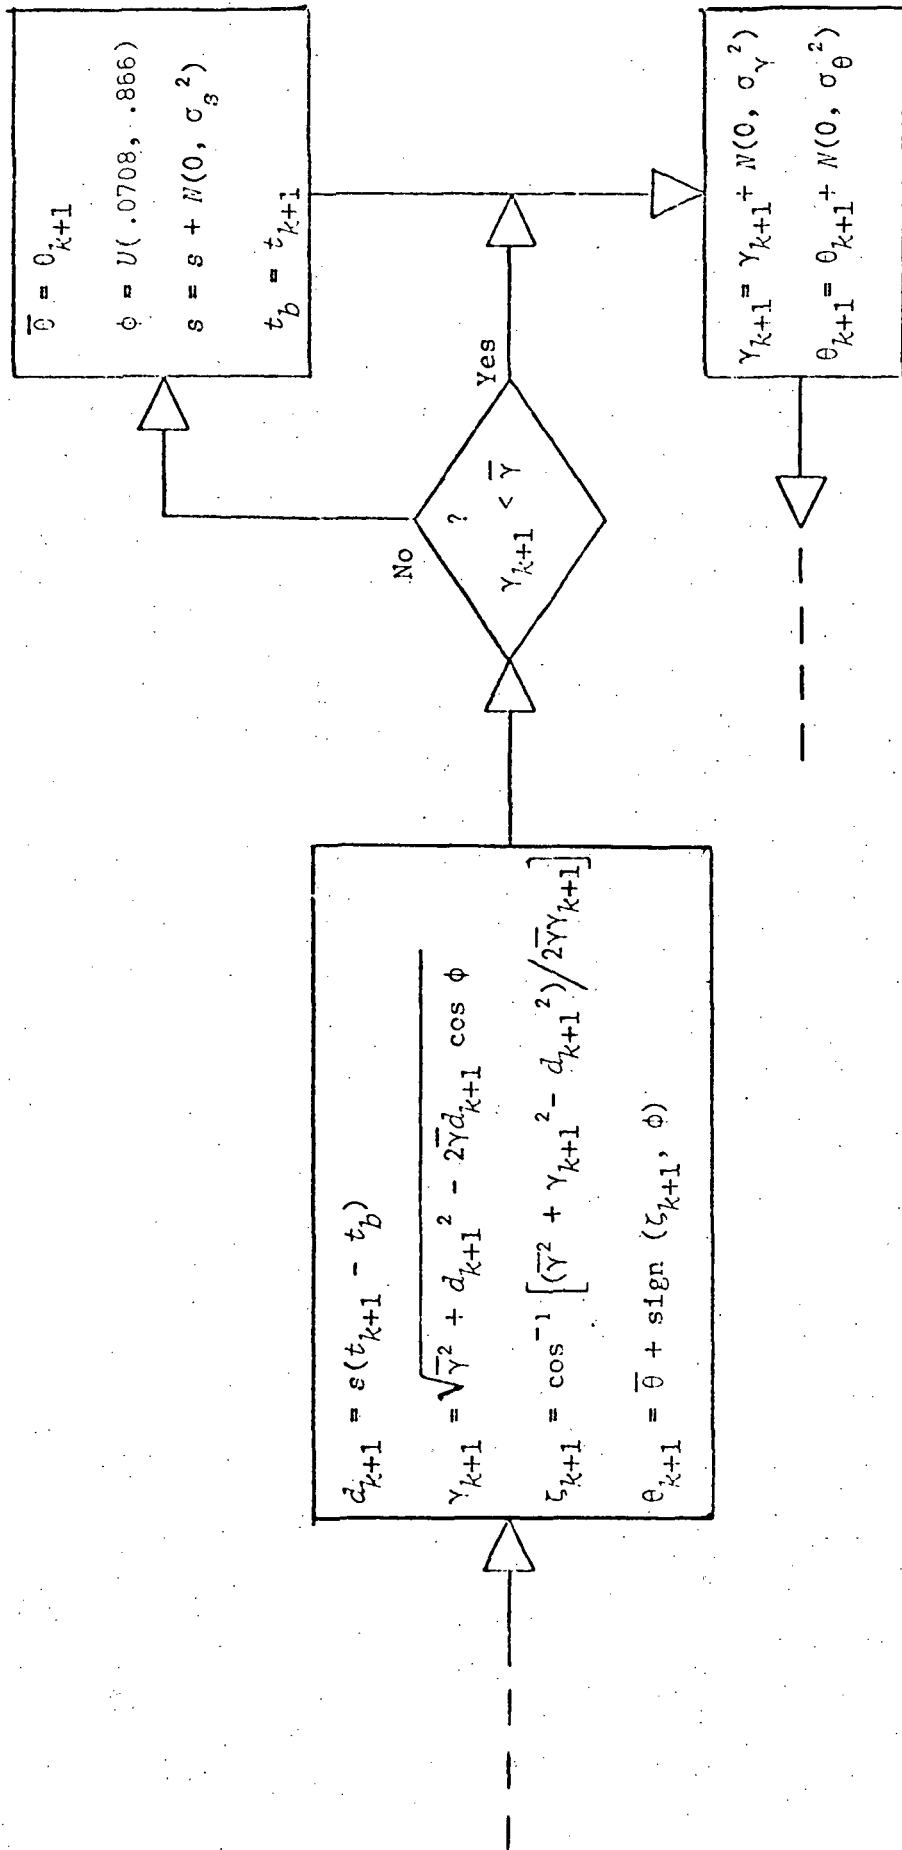 d_{k+1} = s(t_{k+1} - t_b)
γ_{k+1} = √(γ̄² + d_{k+1}² - 2γ̄d_{k+1} cos ϕ)
ζ_{k+1} = cos⁻¹ [(γ̄² + γ_{k+1}² - d_{k+1}²)/2γ̄γ_{k+1}]
θ_{k+1} = θ̄ + sign (ζ_{k+1}, ϕ)
No
?
γ_{k+1} < γ̄
Yes
θ̄ = θ_{k+1}
ϕ = U(.0708, .866)
s = s + N(0, σ_s²)
t_b = t_{k+1}
γ_{k+1} = γ_{k+1} + N(0, σ_γ²)
θ_{k+1} = θ_{k+1} + N(0, σ_θ²)